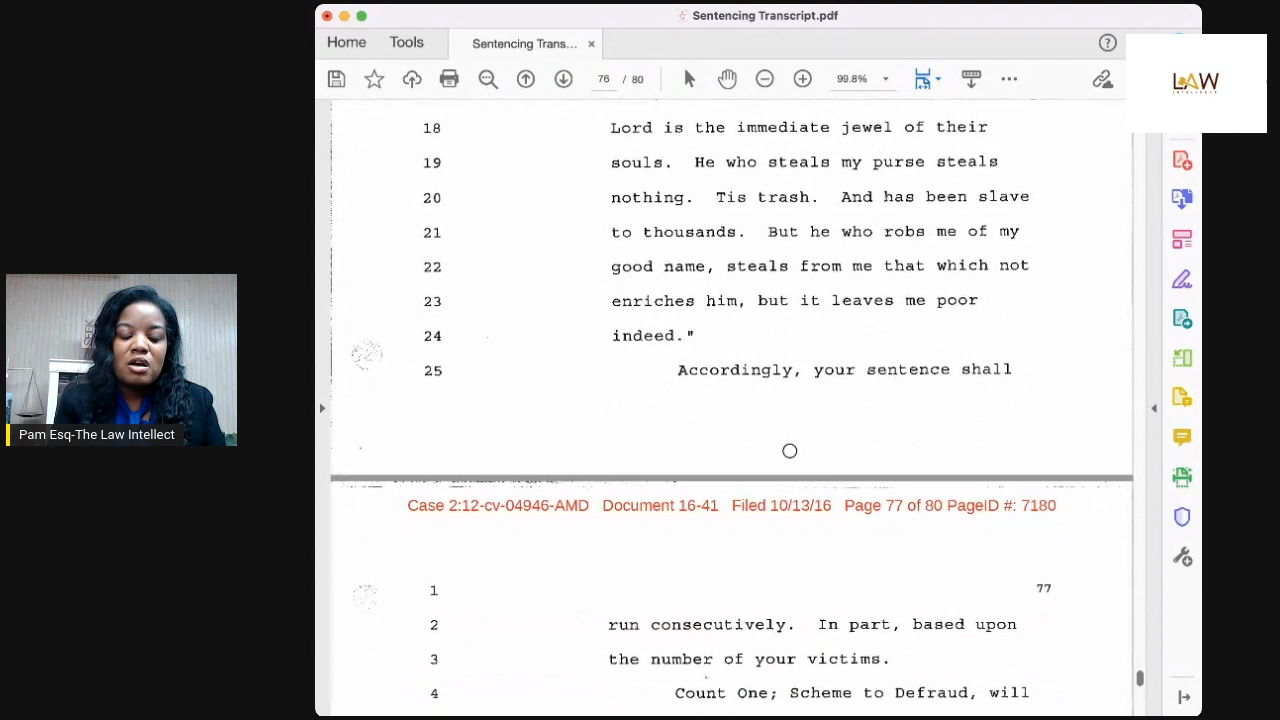 Sentencing Transcript.pdf
Home Tools Sentencing Trans... ×
76 / 80 99.8%
LAW
INTELLECT
18 Lord is the immediate jewel of their
19 souls. He who steals my purse steals
20 nothing. Tis trash. And has been slave
21 to thousands. But he who robs me of my
22 good name, steals from me that which not
23 enriches him, but it leaves me poor
24 indeed."
25 Accordingly, your sentence shall
Pam Esq-The Law Intellect
Case 2:12-cv-04946-AMD Document 16-41 Filed 10/13/16 Page 77 of 80 PageID #: 7180
1 77
2 run consecutively. In part, based upon
3 the number of your victims.
4 Count One; Scheme to Defraud, will